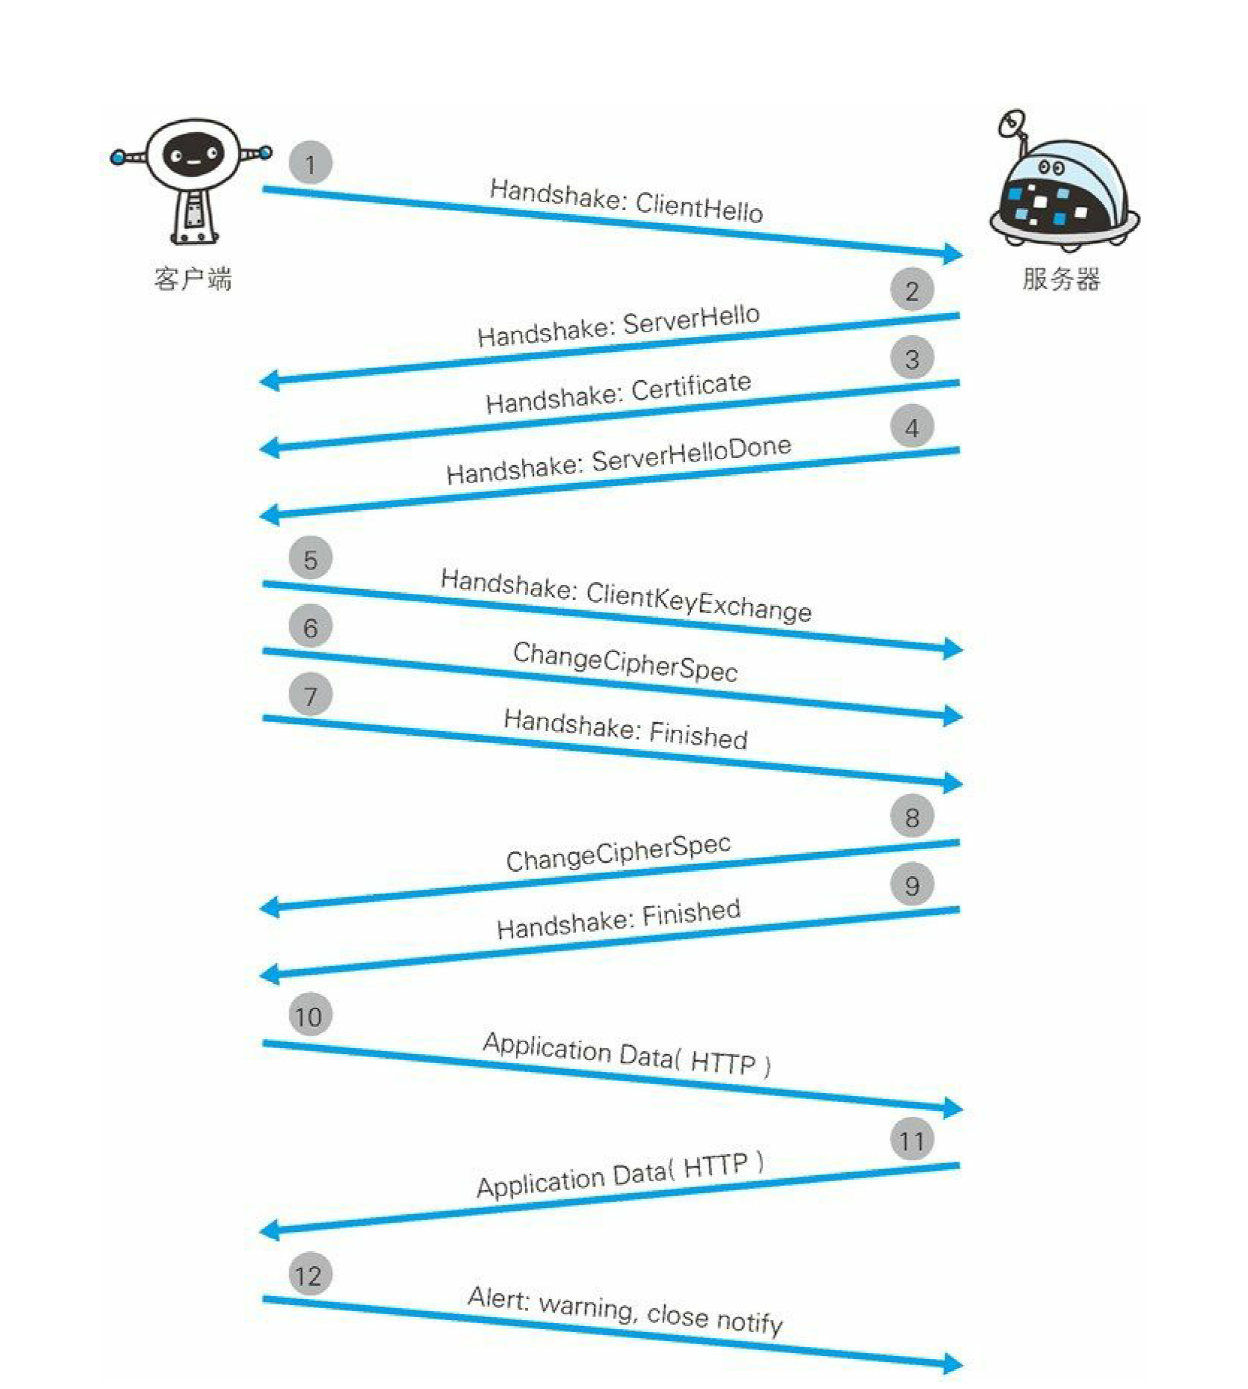 1
Handshake: ClientHello
客户端
服务器
2
Handshake: ServerHello
3
Handshake: Certificate
4
Handshake: ServerHelloDone
5
Handshake: ClientKeyExchange
6
ChangeCipherSpec
7
Handshake: Finished
8
ChangeCipherSpec
9
Handshake: Finished
10
Application Data( HTTP )
11
Application Data( HTTP )
12
Alert: warning, close notify